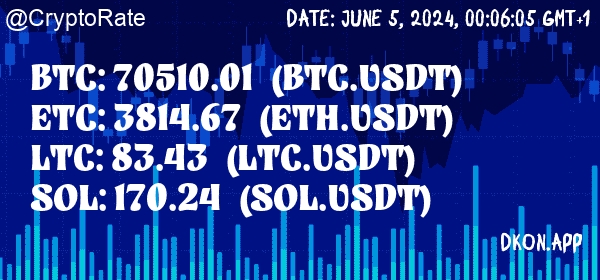 @CryptoRate
DATE: JUNE 5, 2024, 00:06:05 GMT+1
BTC: 70510.01 (BTC.USDT)
ETC: 3814.67 (ETH.USDT)
LTC: 83.43 (LTC.USDT)
SOL: 170.24 (SOL.USDT)
DKON.APP